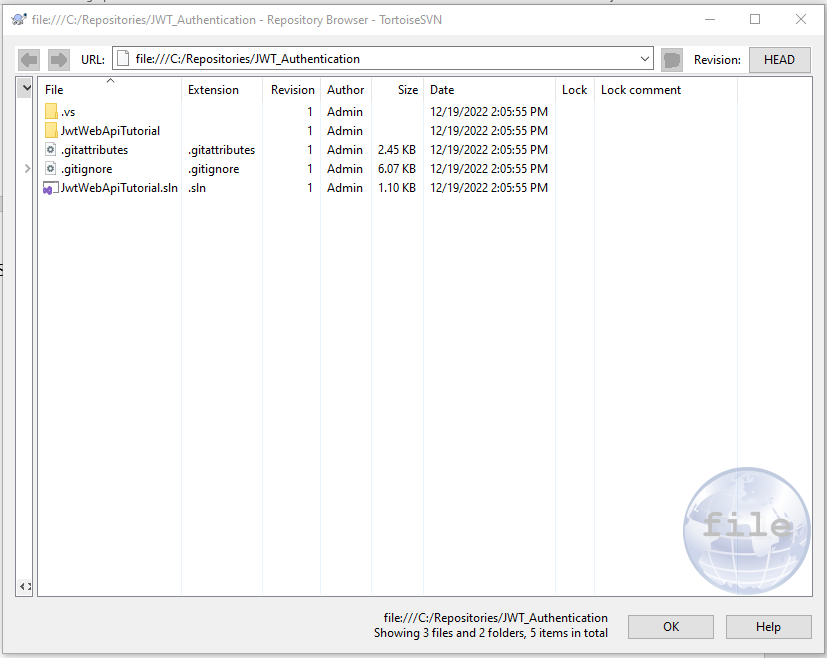 file:///C:/Repositories/JWT_Authentication - Repository Browser - TortoiseSVN
URL: file:///C:/Repositories/JWT_Authentication Revision: HEAD
File Extension Revision Author Size Date Lock Lock comment
.vs 1 Admin 12/19/2022 2:05:55 PM
JwtWebApiTutorial 1 Admin 12/19/2022 2:05:55 PM
.gitattributes .gitattributes 1 Admin 2.45 KB 12/19/2022 2:05:55 PM
.gitignore .gitignore 1 Admin 6.07 KB 12/19/2022 2:05:55 PM
JwtWebApiTutorial.sln .sln 1 Admin 1.10 KB 12/19/2022 2:05:55 PM
file
file:///C:/Repositories/JWT_Authentication
Showing 3 files and 2 folders, 5 items in total
OK Help